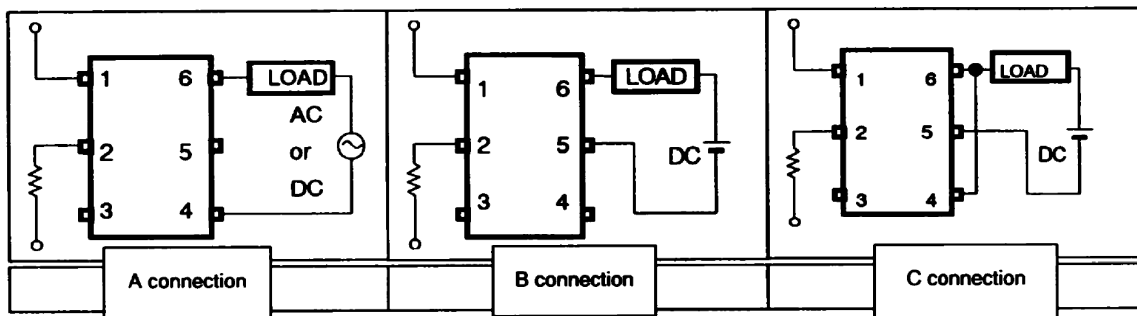 1 6 LOAD
AC
2 5 or
DC
3 4
A connection
1 6 LOAD
2 5
DC
3 4
B connection
1 6 LOAD
2 5
DC
3 4
C connection